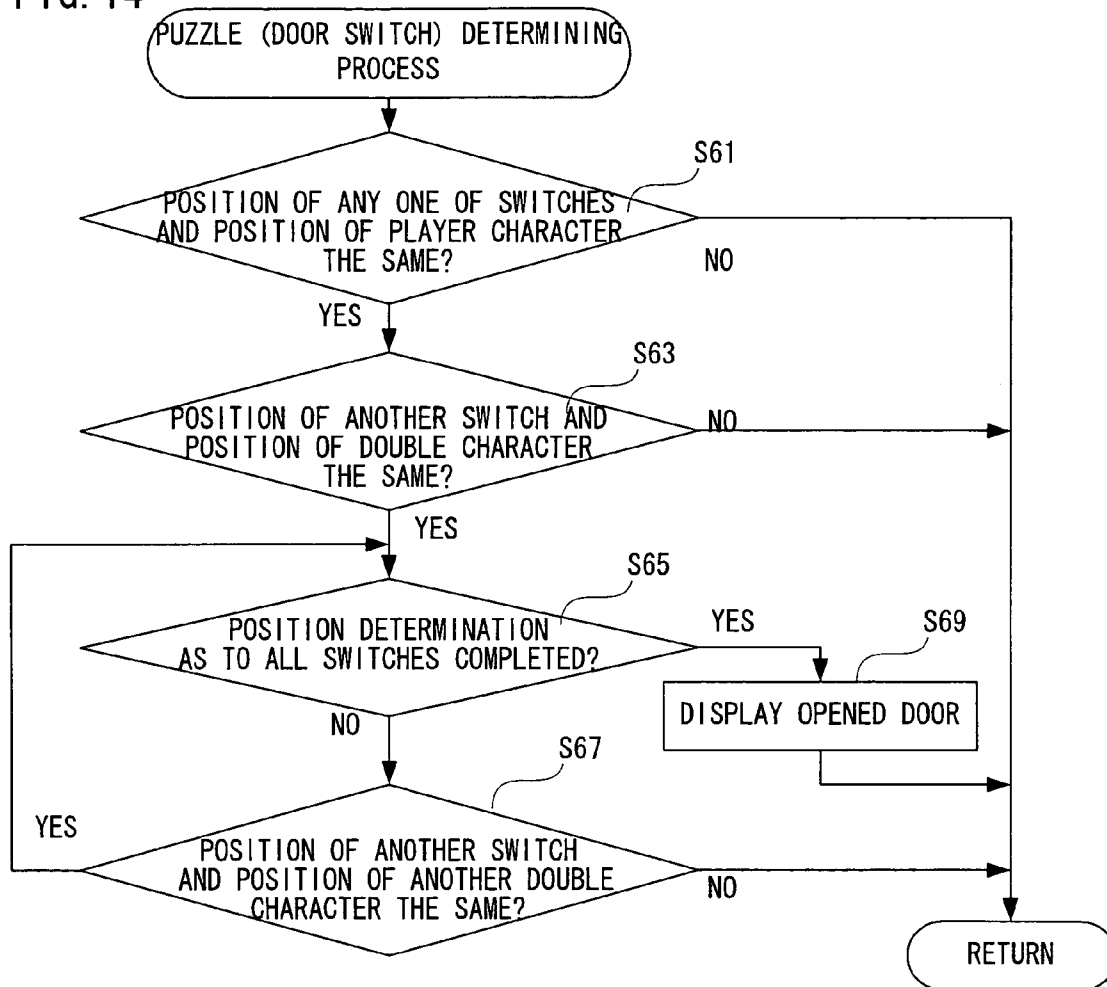 FIG. 14
PUZZLE (DOOR SWITCH) DETERMINING
PROCESS
S61
POSITION OF ANY ONE OF SWITCHES
AND POSITION OF PLAYER CHARACTER
THE SAME?
NO
YES
S63
POSITION OF ANOTHER SWITCH AND
POSITION OF DOUBLE CHARACTER
THE SAME?
NO
YES
S65
POSITION DETERMINATION
AS TO ALL SWITCHES COMPLETED?
YES
S69
DISPLAY OPENED DOOR
NO
S67
YES
POSITION OF ANOTHER SWITCH
AND POSITION OF ANOTHER DOUBLE
CHARACTER THE SAME?
NO
RETURN